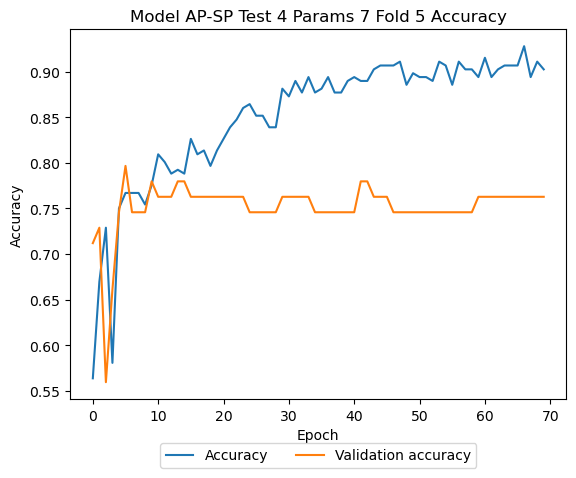 Model AP-SP Test 4 Params 7 Fold 5 Accuracy
Accuracy
0.90
0.85
0.80
0.75
0.70
0.65
0.60
0.55
0 10 20 30 40 50 60 70
Epoch
Accuracy Validation accuracy